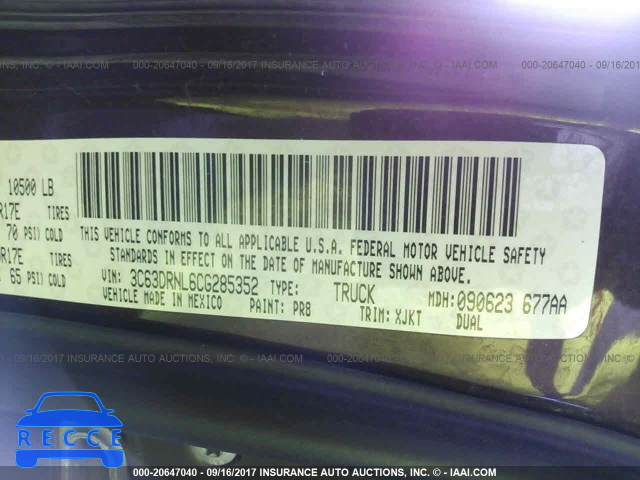 000-20647040 - 09/16/2017 INSURANCE AUTO AUCTIONS, INC. © - IAAI.COM
10500 LB
R17E TIRES
70 PSI) COLD
R17E TIRES
65 PSI) COLD
THIS VEHICLE CONFORMS TO ALL APPLICABLE U.S.A. FEDERAL MOTOR VEHICLE SAFETY
STANDARDS IN EFFECT ON THE DATE OF MANUFACTURE SHOWN ABOVE.
VIN: 3C63DRNL6CG285352 TYPE: TRUCK MDH:090623 677AA
VEHICLE MADE IN MEXICO PAINT: PR8 TRIM: XJKT DUAL
000-20647040 - 09/16/2017 INSURANCE AUTO AUCTIONS, INC. © - IAAI.COM
RECCE
000-20647040 - 09/16/2017 INSURANCE AUTO AUCTIONS, INC. © - IAAI.COM